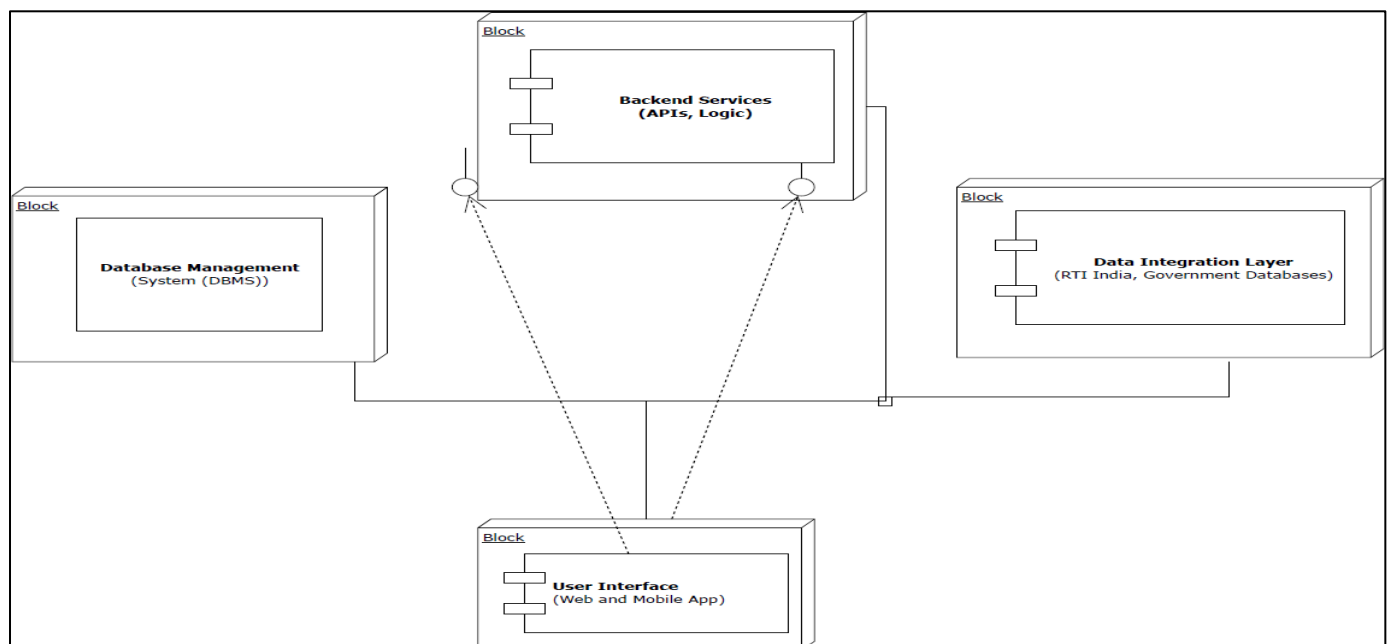 Block
Backend Services
(APIs, Logic)
Block
Database Management
(System (DBMS))
Block
Data Integration Layer
(RTI India, Government Databases)
Block
User Interface
(Web and Mobile App)